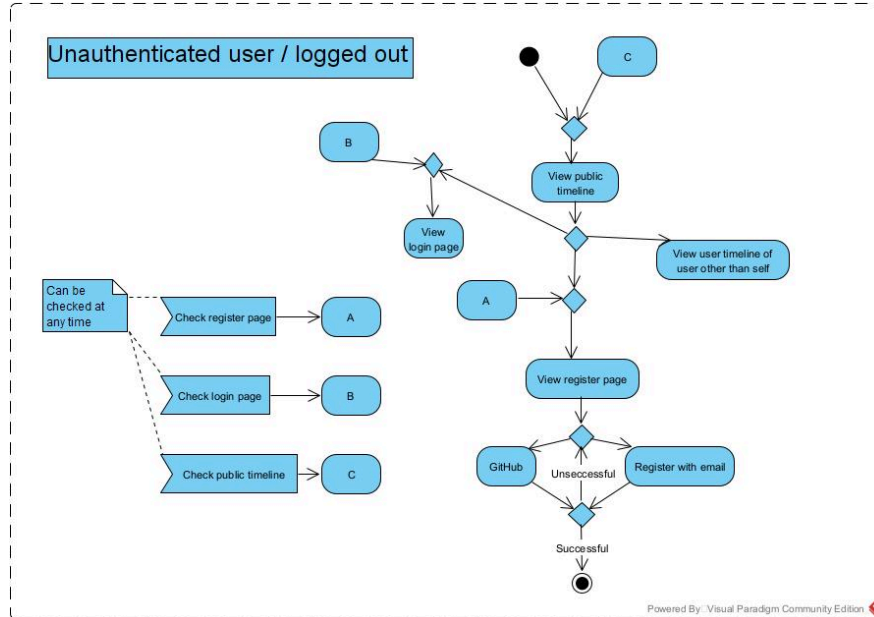 Unauthenticated user / logged out
C
B
View public
timeline
View
login page
View user timeline of
user other than self
Can be
checked at
any time
A
Check register page
A
View register page
Check login page
B
GitHub
Unseccessful
Register with email
Check public timeline
C
Successful
Powered By Visual Paradigm Community Edition